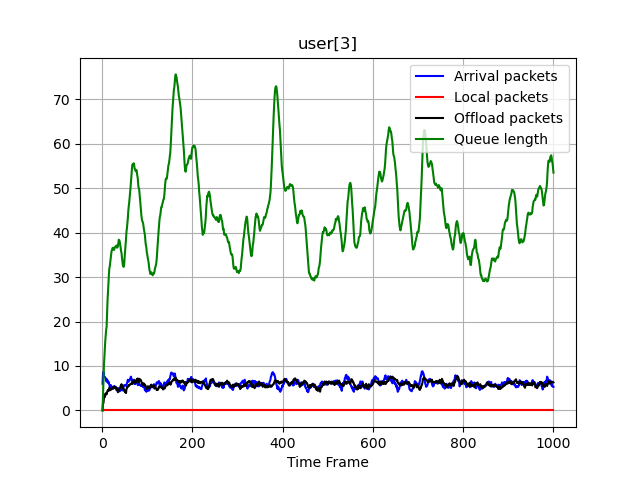 user[3]
Arrival packets
Local packets
Offload packets
Queue length
70
60
50
40
30
20
10
0
0 200 400 600 800 1000
Time Frame